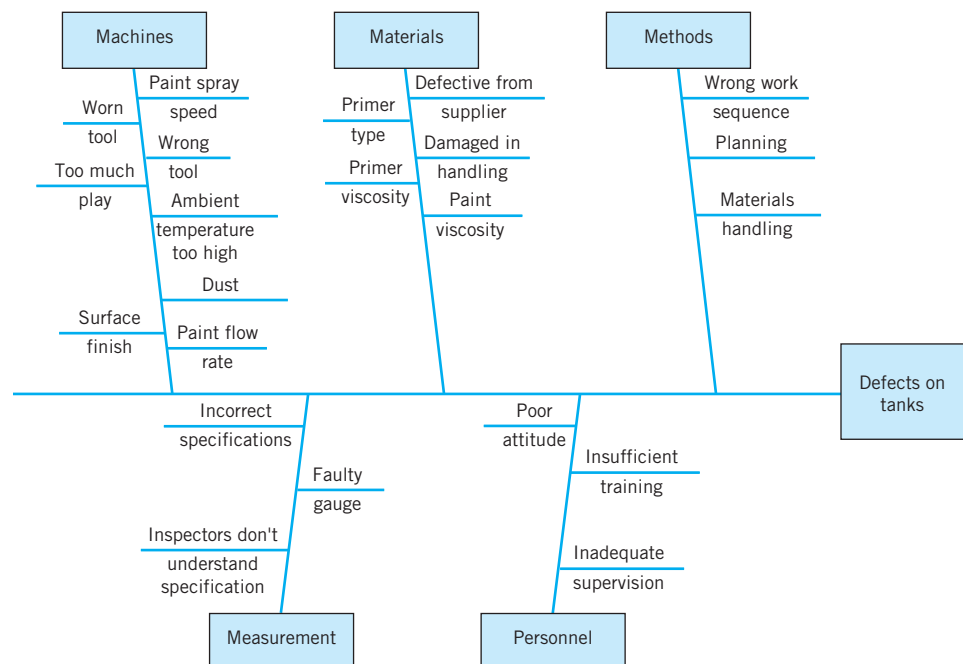 Machines
Materials
Methods
Paint spray
speed
Worn
tool
Wrong
tool
Too much
play
Ambient
temperature
too high
Dust
Surface
finish
Paint flow
rate
Defective from
supplier
Primer
type
Damaged in
handling
Primer
viscosity
Paint
viscosity
Wrong work
sequence
Planning
Materials
handling
Defects on
tanks
Incorrect
specifications
Faulty
gauge
Inspectors don't
understand
specification
Poor
attitude
Insufficient
training
Inadequate
supervision
Measurement
Personnel